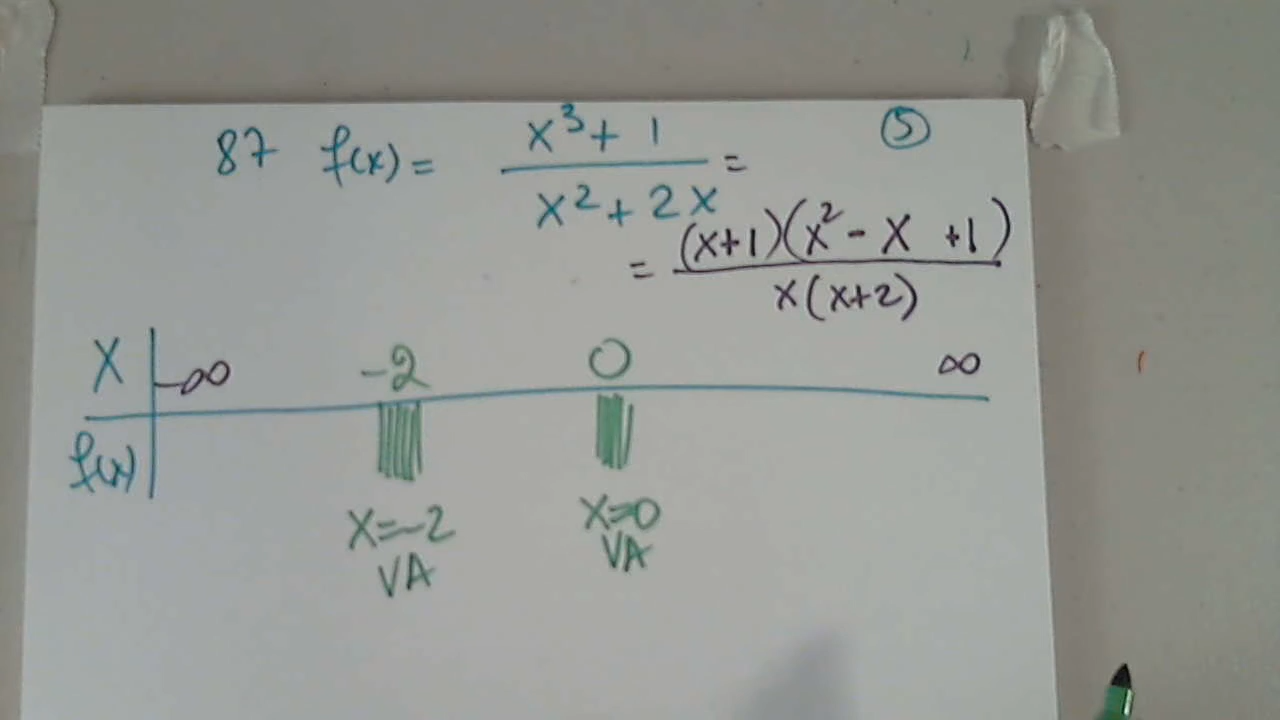 87 f(x) = x³ + 1 / x² + 2x = ⑤
= (x+1)(x² - x +1) / x(x+2)
x -∞ -2 0 ∞
f(x)
x=-2 x=0
VA VA